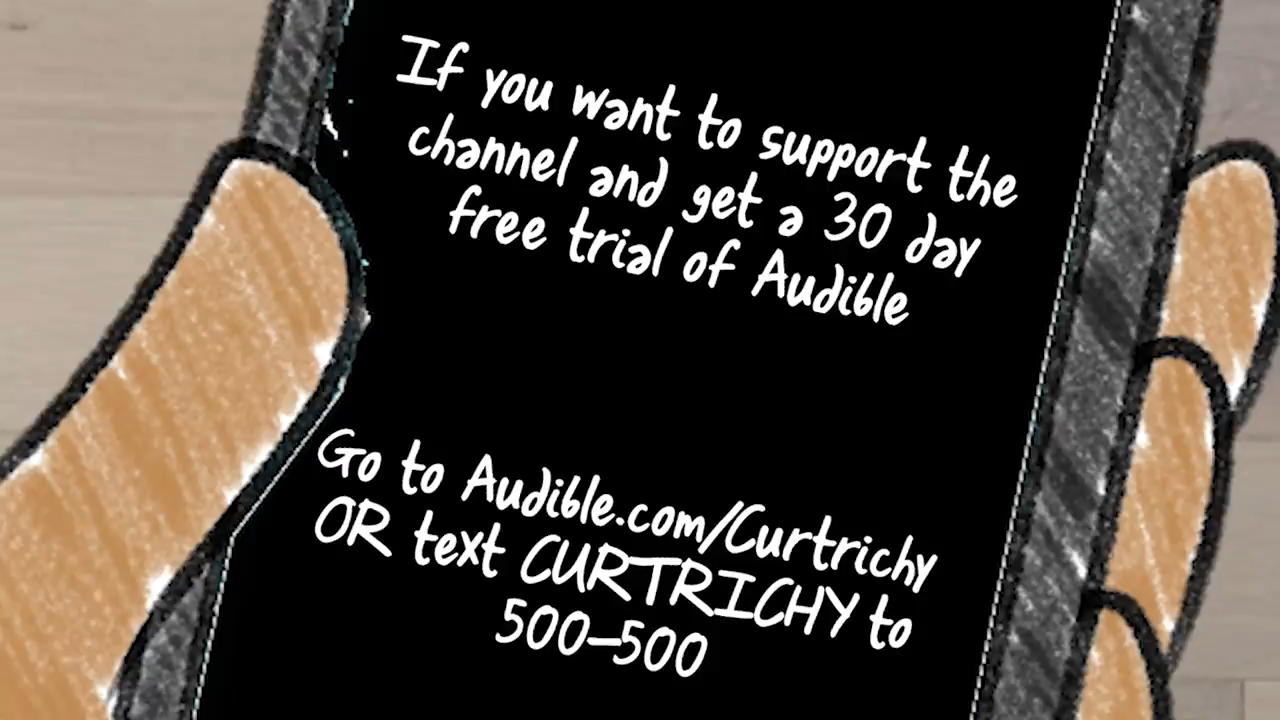 If you want to support the
channel and get a 30 day
free trial of Audible
Go to Audible.com/Curtrichy
OR text CURTRICHY to
500-500